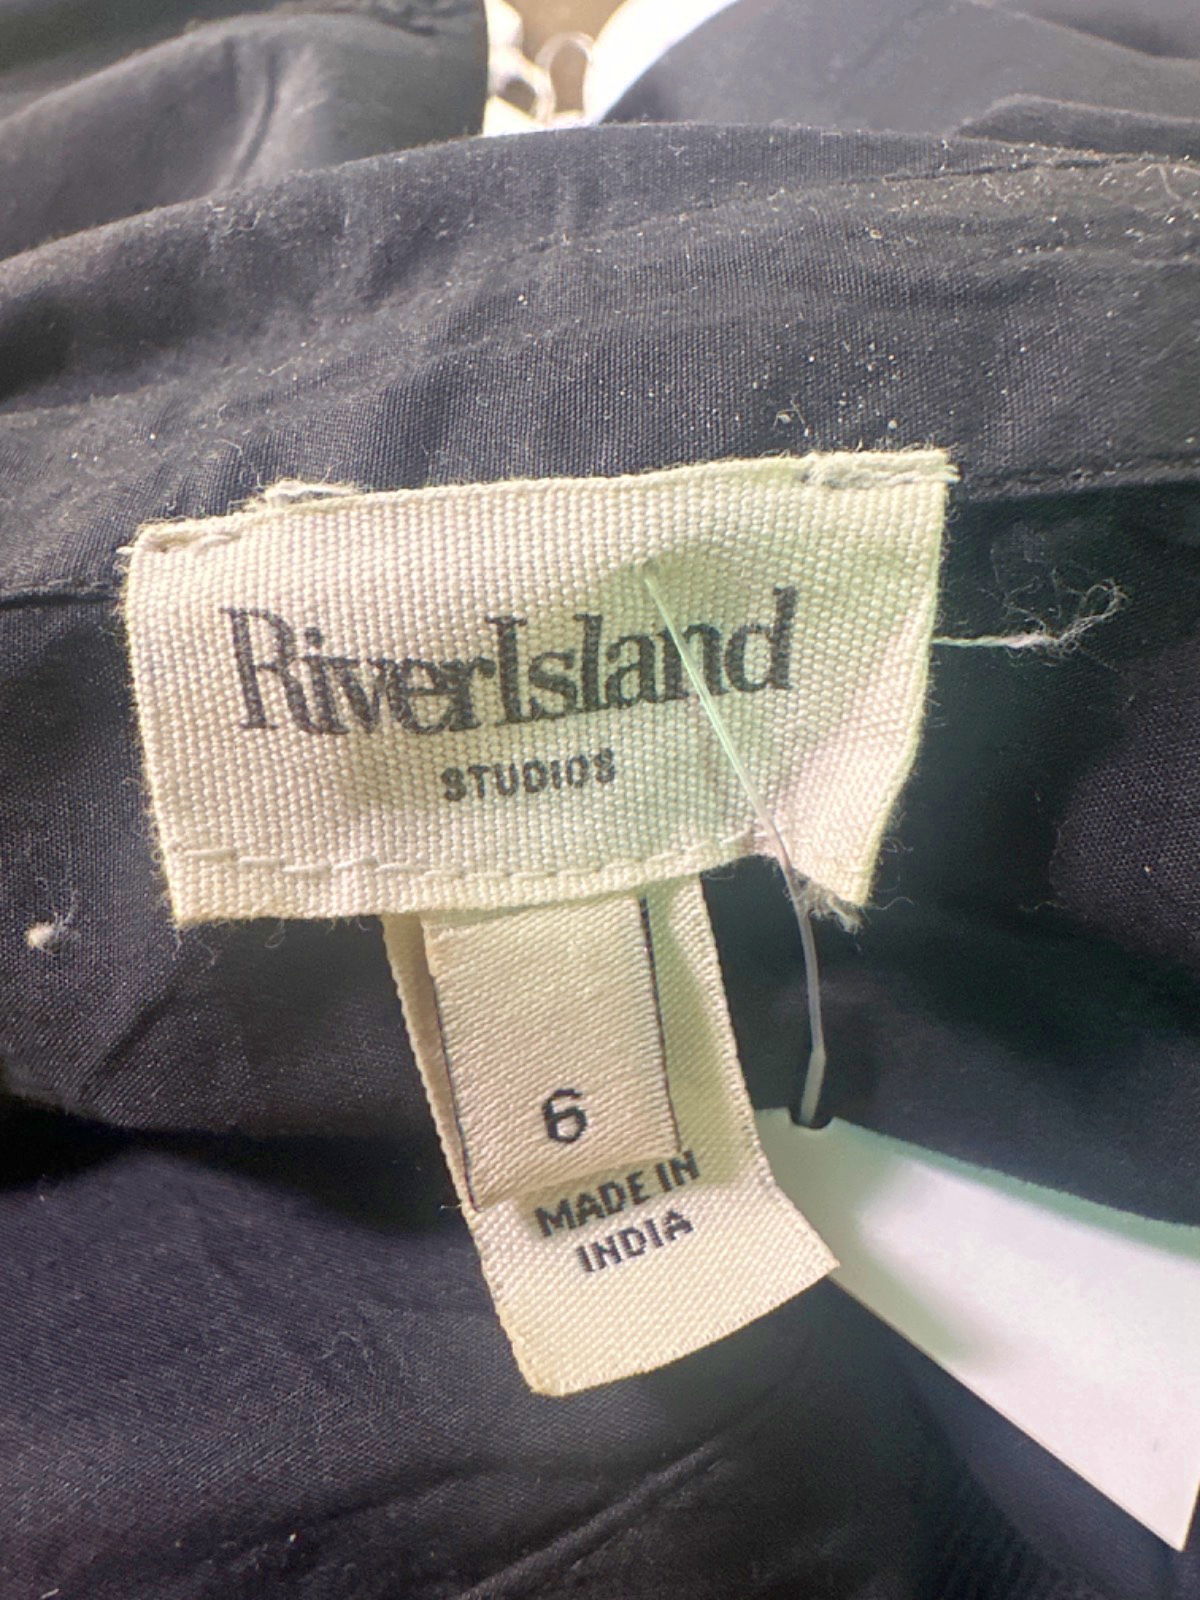 RiverIsland
STUDIOS
6
MADE IN
INDIA